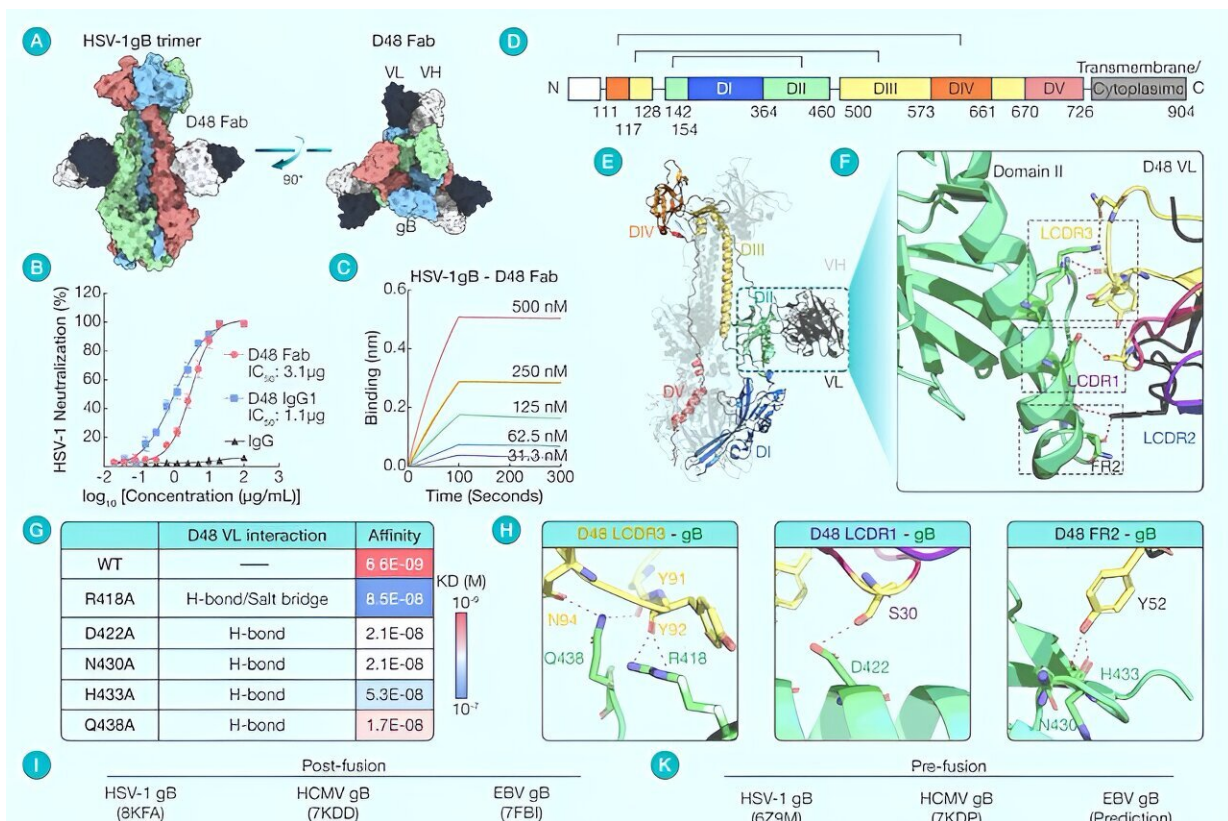 A
HSV-1gB trimer
D48 Fab
90°
D48 Fab
VL VH
gB
B
HSV-1 Neutralization (%)
120
100
80
60
40
20
-2 -1 0 1 2 3
log10 [Concentration (µg/mL)]
D48 Fab
IC50: 3.1µg
D48 IgG1
IC50: 1.1µg
IgG
C
HSV-1gB - D48 Fab
Binding (nm)
0.6
0.4
0.2
0.0
500 nM
250 nM
125 nM
62.5 nM
31.3 nM
0 100 200 300
Time (Seconds)
D
Transmembrane/
N DI DII DIII DIV DV Cytoplasmc C
111 128 142 364 460 500 573 661 670 726 904
117 154
E
DIV
DIII
VH
DII
VL
DV
DI
F
Domain II
D48 VL
LCDR3
LCDR1
LCDR2
FR2
G
D48 VL interaction Affinity
WT — 6.6E-09
R418A H-bond/Salt bridge 8.5E-08
D422A H-bond 2.1E-08
N430A H-bond 2.1E-08
H433A H-bond 5.3E-08
Q438A H-bond 1.7E-08
KD (M)
10-9
10-7
H
D48 LCDR3 - gB
Y91
N94
Y92
Q438
R418
D48 LCDR1 - gB
S30
D422
D48 FR2 - gB
Y52
H433
N430
I
Post-fusion
HSV-1 gB HCMV gB EBV gB
(8KFA) (7KDD) (7FBI)
K
Pre-fusion
HSV-1 gB HCMV gB EBV gB
(6Z9M) (7KDP) (Prediction)